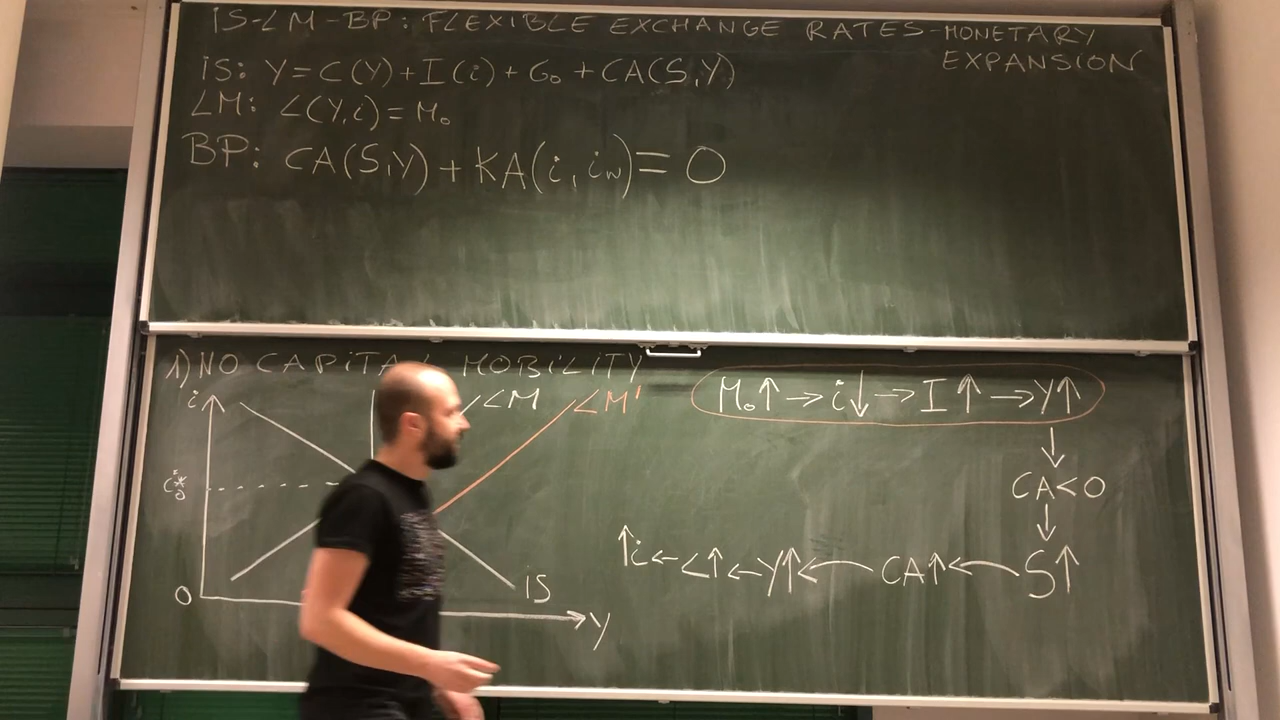 IS-LM-BP: FLEXIBLE EXCHANGE RATES-MONETARY
EXPANSION
IS: Y=C(Y)+I(i)+G₀+CA(S,Y)
LM: L(Y,i)=M₀
BP: CA(S,Y)+KA(i,iw)=0
1) NO CAPITAL MOBILITY
i↑
LM
LM'
M₀↑→i↓→I↑→Y↑
↓
i₀*
CA<0
↓
↑i←L↑←Y↑←CA↑←S↑
IS
0
Y